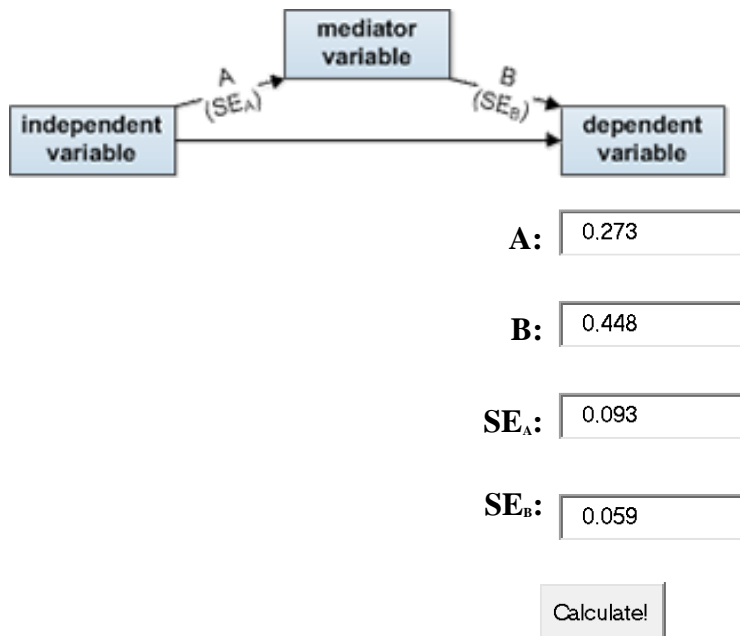 mediator
variable
A
(SEA)
B
(SEB)
independent
variable
dependent
variable
A: 0.273
B: 0.448
SEA: 0.093
SEB: 0.059
Calculate!